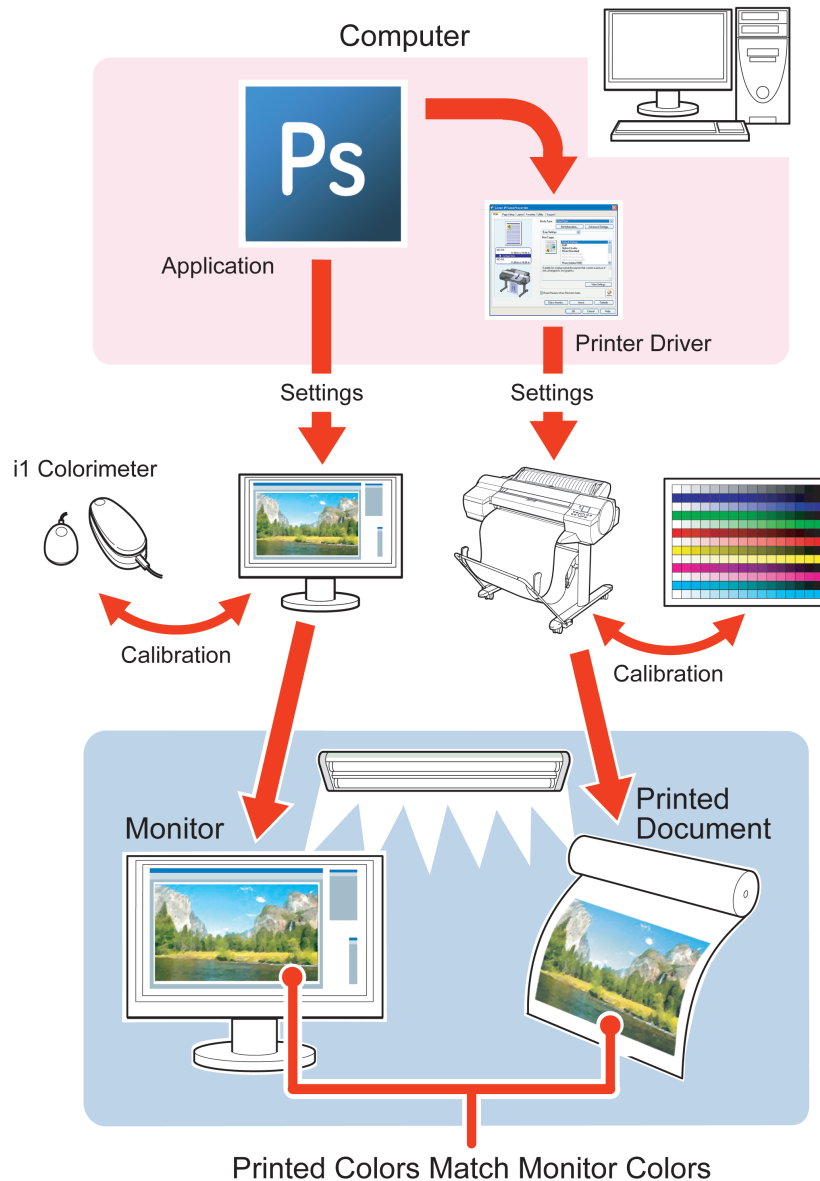 Computer
Ps
Application
Printer Driver
Settings
Settings
i1 Colorimeter
Calibration
Calibration
Monitor
Printed
Document
Printed Colors Match Monitor Colors